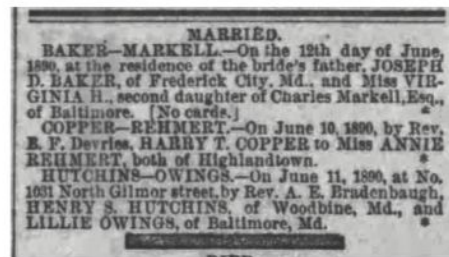 MARRIED.
BAKER—MARKELL.—On the 12th day of June,
1890, at the residence of the bride's father, JOSEPH
D. BAKER, of Frederick City, Md., and Miss VIR-
GINIA H., second daughter of Charles Markell, Esq.,
of Baltimore. [No cards.] *
COPPER—REHMERT.—On June 10, 1890, by Rev.
E. F. Devries, HARRY T. COPPER to Miss ANNIE
REHMERT, both of Highlandtown. *
HUTCHINS—OWINGS.—On June 11, 1890, at No.
1031 North Gilmor street, by Rev. A. E. Bradenbaugh,
HENRY S. HUTCHINS, of Woodbine, Md., and
LILLIE OWINGS, of Baltimore, Md. *